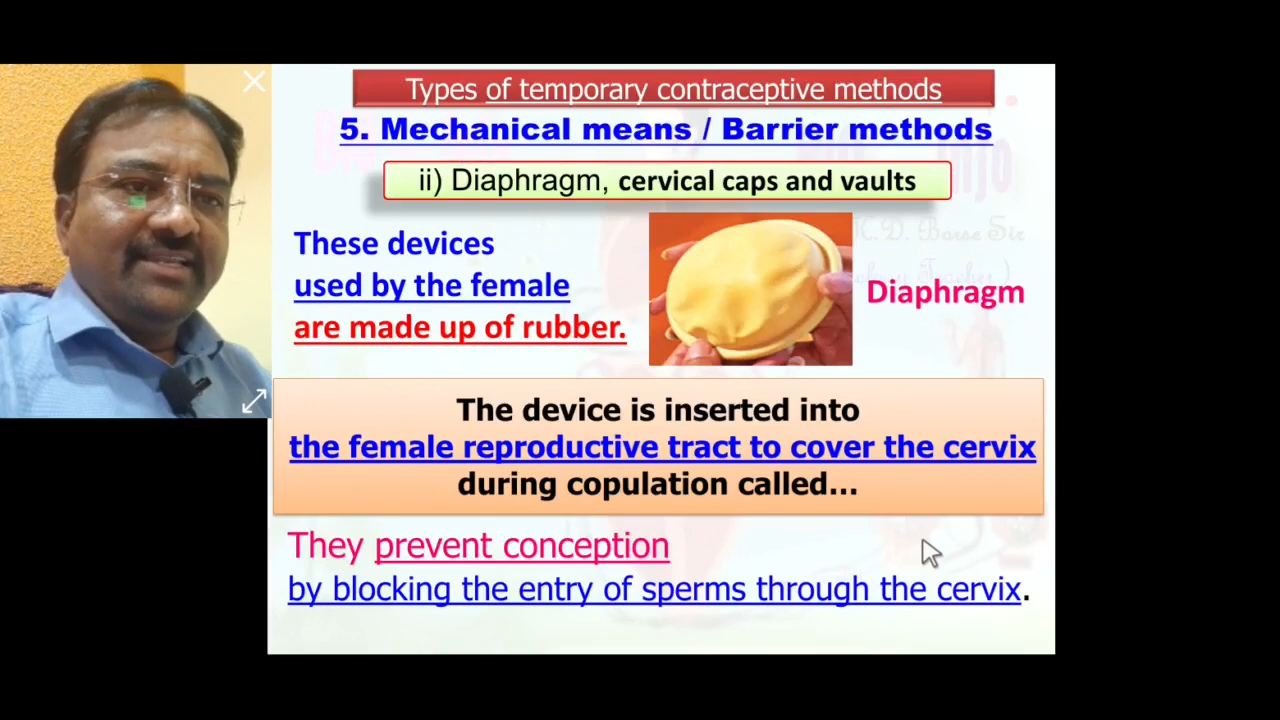 Types of temporary contraceptive methods
5. Mechanical means / Barrier methods
ii) Diaphragm, cervical caps and vaults
These devices
used by the female
are made up of rubber.
Diaphragm
The device is inserted into
the female reproductive tract to cover the cervix
during copulation called...
They prevent conception
by blocking the entry of sperms through the cervix.
K.D. Borse Sir